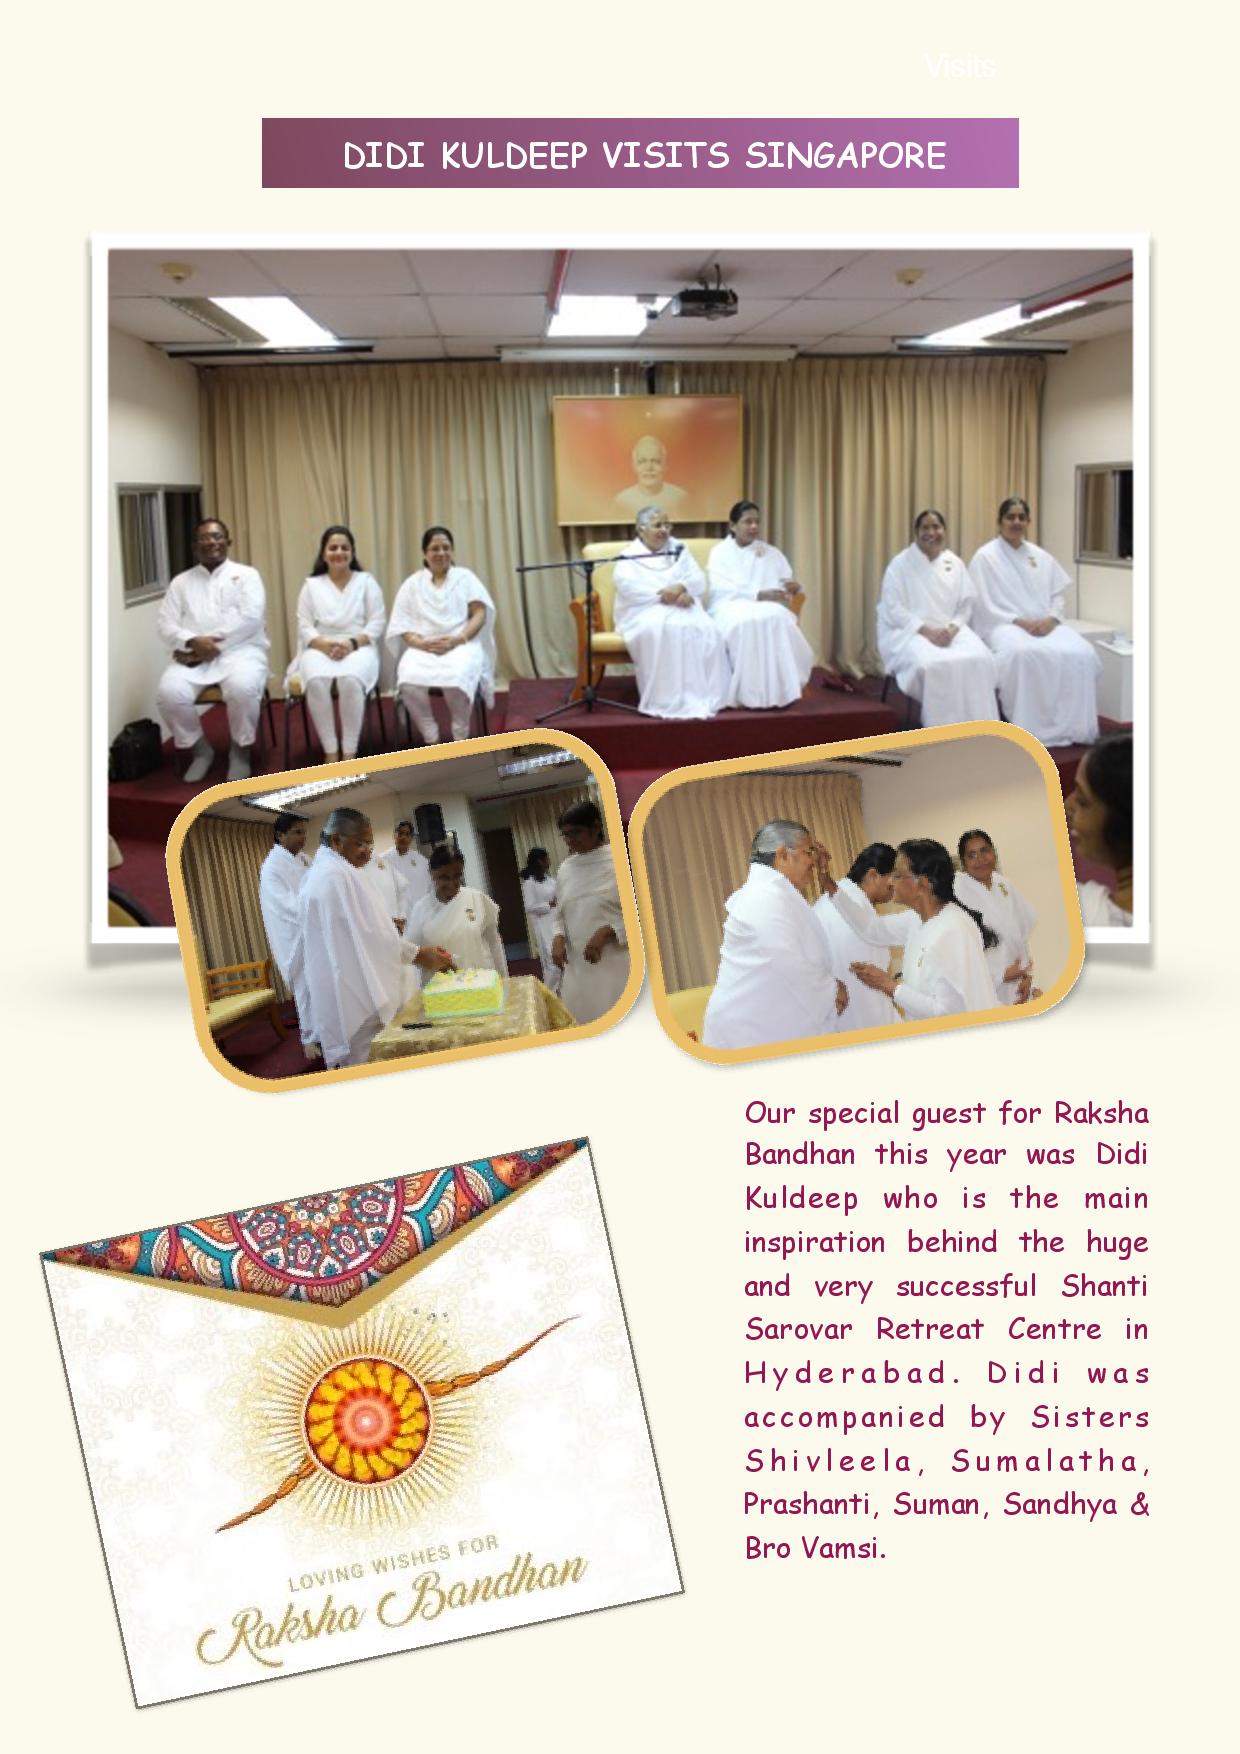 Visits
DIDI KULDEEP VISITS SINGAPORE
Our special guest for Raksha
Bandhan this year was Didi
Kuldeep who is the main
inspiration behind the huge
and very successful Shanti
Sarovar Retreat Centre in
Hyderabad. Didi was
accompanied by Sisters
Shivleela, Sumalatha,
Prashanti, Suman, Sandhya &
Bro Vamsi.
LOVING WISHES FOR
Raksha Bandhan